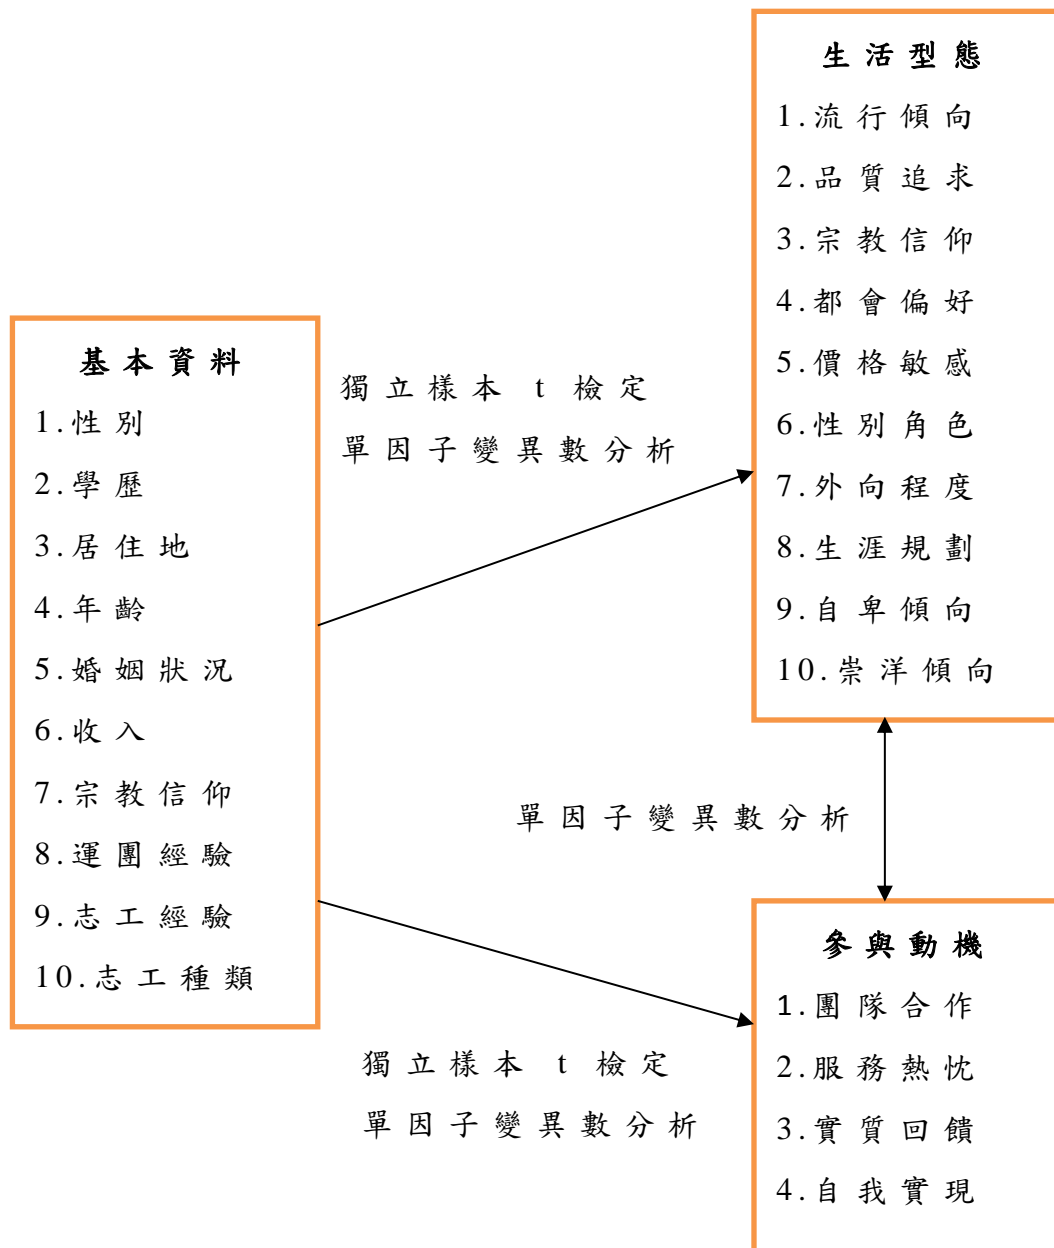 生活型態
1.流行傾向
2.品質追求
3.宗教信仰
4.都會偏好
5.價格敏感
6.性別角色
7.外向程度
8.生涯規劃
9.自卑傾向
10.崇洋傾向
基本資料
1.性別
2.學歷
3.居住地
4.年齡
5.婚姻狀況
6.收入
7.宗教信仰
8.運團經驗
9.志工經驗
10.志工種類
獨立樣本 t 檢定
單因子變異數分析
單因子變異數分析
獨立樣本 t 檢定
單因子變異數分析
參與動機
1.團隊合作
2.服務熱忱
3.實質回饋
4.自我實現